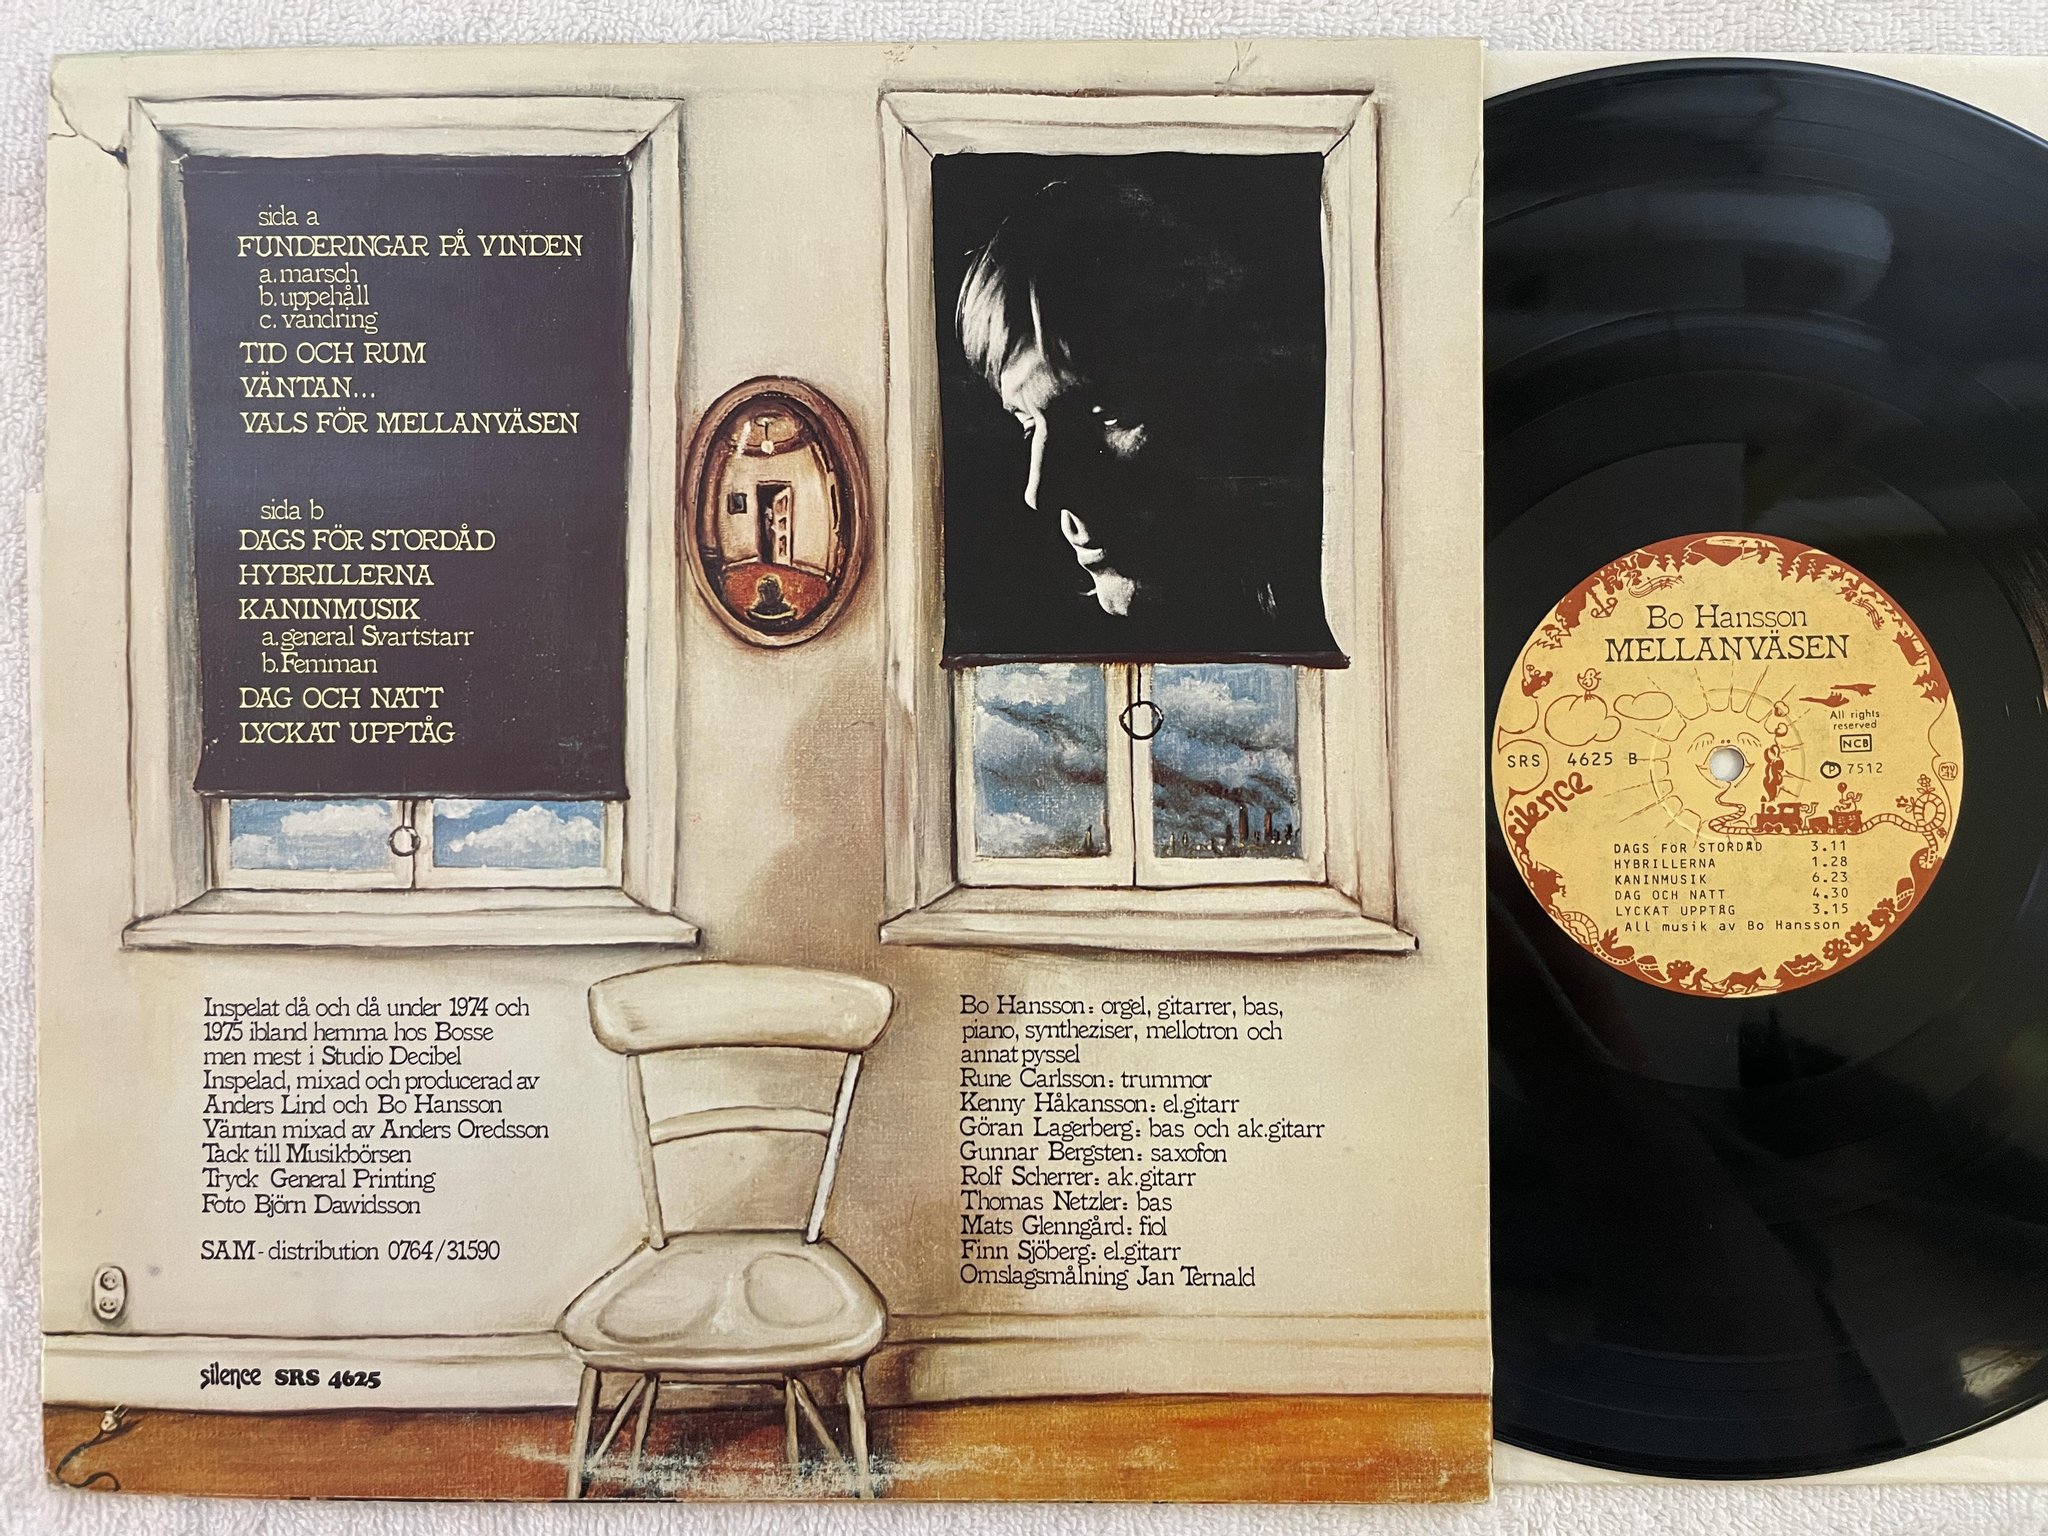 sida a
FUNDERINGAR PÅ VINDEN
a. marsch
b. uppehåll
c. vandring
TID OCH RUM
VÄNTAN...
VALS FÖR MELLANVÄSEN
sida b
DAGS FÖR STORDÅD
HYBRILLERNA
KANINMUSIK
a. general Svartstarr
b. Femman
DAG OCH NATT
LYCKAT UPPTÅG
Inspelat då och då under 1974 och
1975 ibland hemma hos Bosse
men mest i Studio Decibel
Inspelad, mixad och producerad av
Anders Lind och Bo Hansson
Väntan mixad av Anders Oredsson
Tack till Musikbörsen
Tryck General Printing
Foto Björn Dawidsson
SAM-distribution 0764/31590
silence SRS 4625
Bo Hansson: orgel, gitarrer, bas,
piano, syntheziser, mellotron och
annat pyssel
Rune Carlsson: trummor
Kenny Håkansson: el.gitarr
Göran Lagerberg: bas och ak.gitarr
Gunnar Bergsten: saxofon
Rolf Scherrer: ak.gitarr
Thomas Netzler: bas
Mats Glenngård: fiol
Finn Sjöberg: el.gitarr
Omslagsmålning Jan Ternald
Bo Hansson
MELLANVÄSEN
All rights
reserved
NCB
SRS 4625 B
P 7512
silence
DAGS FÖR STORDÅD 3.11
HYBRILLERNA 1.28
KANINMUSIK 6.23
DAG OCH NATT 4.30
LYCKAT UPPTÅG 3.15
All musik av Bo Hansson